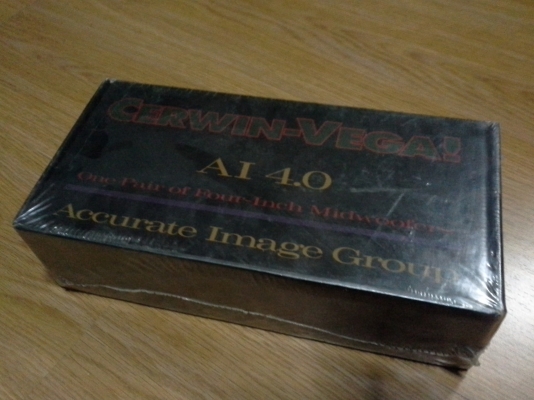 CERWIN-VEGA!
AI 4.0
One Pair of Four-Inch Midwoofers
Accurate Image Group